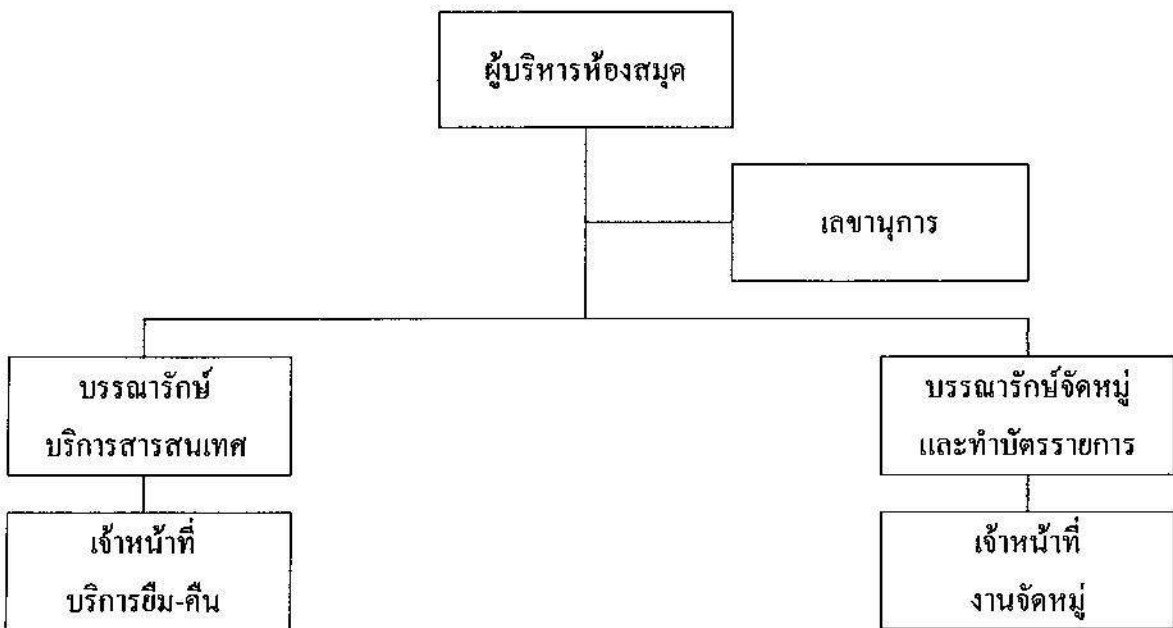 ผู้บริหารห้องสมุด
เลขานุการ
บรรณารักษ์
บริการสารสนเทศ
บรรณารักษ์จัดหมู่
และทำบัตรรายการ
เจ้าหน้าที่
บริการยืม-คืน
เจ้าหน้าที่
งานจัดหมู่